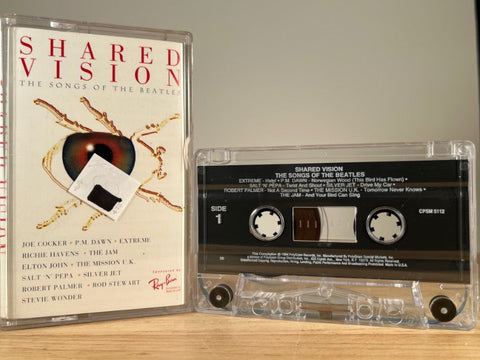 SHARED
VISION
THE SONGS OF THE BEATLES
JOE COCKER • P.M. DAWN • EXTREME
RICHIE HAVENS • THE JAM
ELTON JOHN • THE MISSION U.K.
SALT 'N' PEPA • SILVER JET
ROBERT PALMER • ROD STEWART
STEVIE WONDER
Sponsored by
Ray-Ban
SHARED VISION
SHARED VISION
THE SONGS OF THE BEATLES
EXTREME - Help! • P.M. DAWN - Norwegian Wood (This Bird Has Flown) •
SALT 'N' PEPA - Twist And Shout • SILVER JET - Drive My Car •
ROBERT PALMER - Not A Second Time • THE MISSION U.K. - Tomorrow Never Knows •
THE JAM - And Your Bird Can Sing
SIDE
1
CPSM 5112